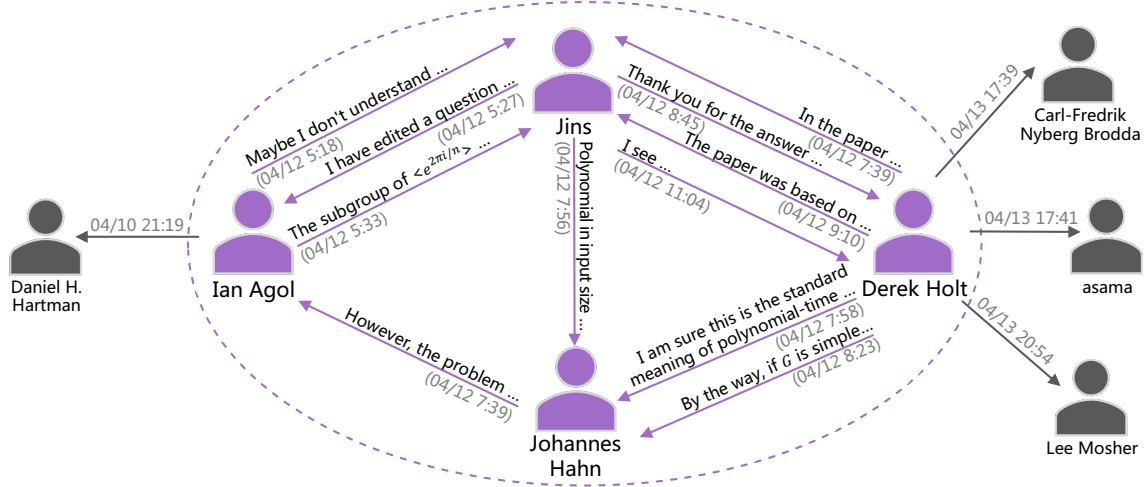 Maybe I don't understand ...
(04/12 5:18)
I have edited a question ...
(04/12 5:27)
The subgroup of <e^{2πi/n}> ...
(04/12 5:33)
Jins
Polynomial in input size ...
(04/12 7:56)
In the paper ...
(04/12 7:39)
Thank you for the answer ...
(04/12 8:45)
The paper was based on ...
(04/12 9:10)
I see ...
(04/12 11:04)
04/13 17:39
Carl-Fredrik
Nyberg Brodda
04/10 21:19
Daniel H.
Hartman
Ian Agol
Derek Holt
04/13 17:41
asama
04/13 20:54
Lee Mosher
However, the problem ...
(04/12 7:39)
I am sure this is the standard
meaning of polynomial-time ...
(04/12 7:58)
By the way, if G is simple...
(04/12 8:23)
Johannes
Hahn